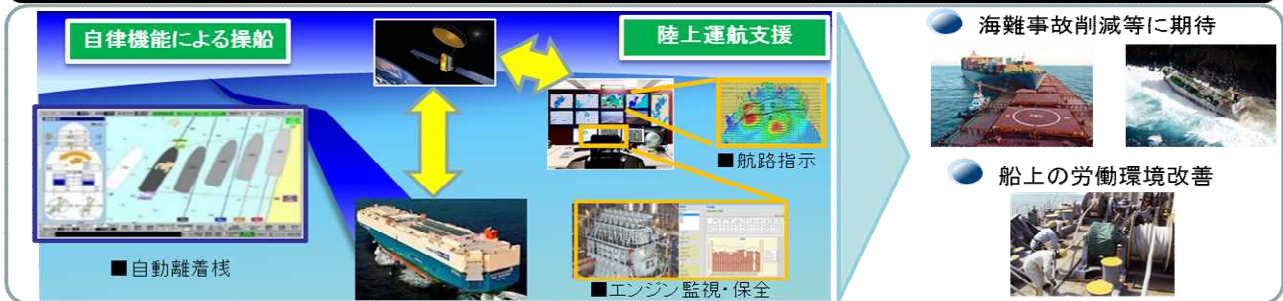 自律機能による操船
陸上運航支援
■航路指示
■自動離着桟
■エンジン監視・保全
海難事故削減等に期待
船上の労働環境改善